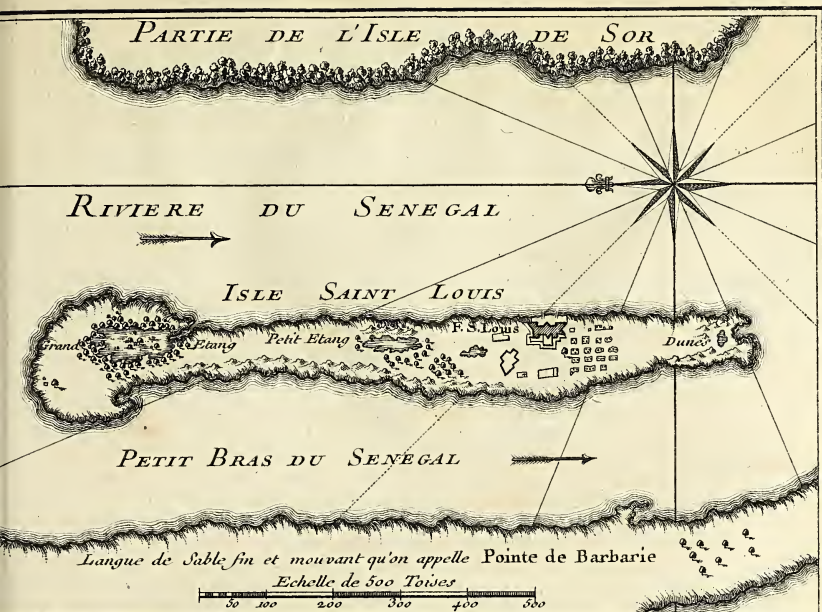 PARTIE DE L'ISLE DE SOR
RIVIERE DU SENEGAL
ISLE SAINT LOUIS
Grand Etang
Petit Etang
F. S. Louis
Dunes
PETIT BRAS DU SENEGAL
Langue de Sable fin et mouvant qu'on appelle Pointe de Barbarie
Echelle de 500 Toises
50 100 200 300 400 500